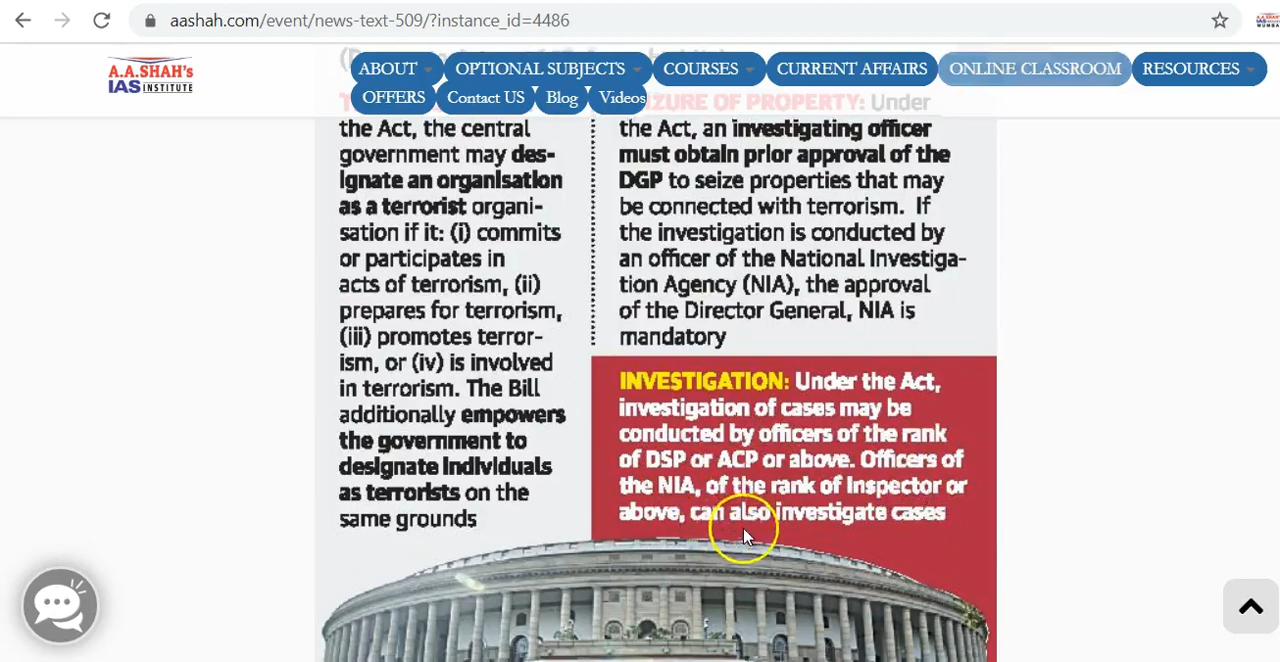 aashah.com/event/news-text-509/?instance_id=4486
A.A.SHAH's
IAS INSTITUTE
ABOUT
OPTIONAL SUBJECTS
COURSES
CURRENT AFFAIRS
ONLINE CLASSROOM
RESOURCES
OFFERS
Contact US
Blog
Videos
the Act, the central
government may des-
ignate an organisation
as a terrorist organi-
sation if it: (i) commits
or participates in
acts of terrorism, (ii)
prepares for terrorism,
(iii) promotes terror-
ism, or (iv) is involved
in terrorism. The Bill
additionally empowers
the government to
designate individuals
as terrorists on the
same grounds
IZURE OF PROPERTY: Under
the Act, an investigating officer
must obtain prior approval of the
DGP to seize properties that may
be connected with terrorism. If
the investigation is conducted by
an officer of the National Investiga-
tion Agency (NIA), the approval
of the Director General, NIA is
mandatory
INVESTIGATION: Under the Act,
investigation of cases may be
conducted by officers of the rank
of DSP or ACP or above. Officers of
the NIA, of the rank of Inspector or
above, can also investigate cases